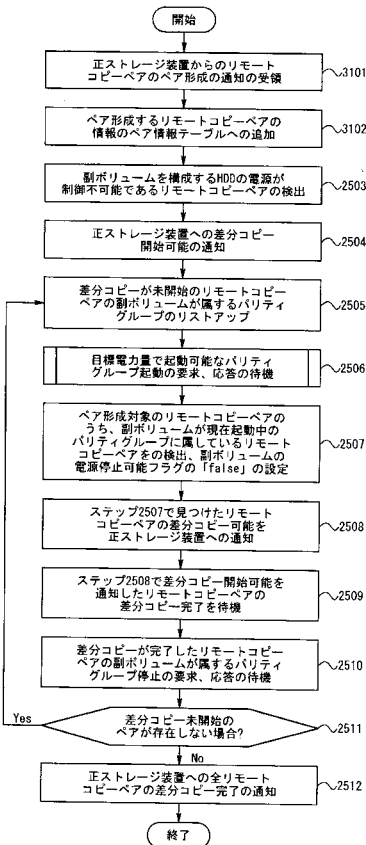 開始
正ストレージ装置からのリモート
コピーペアのペア形成の通知の受領
3101
ペア形成するリモートコピーペアの
情報のペア情報テーブルへの追加
3102
副ボリュームを構成するHDDの電源が
制御不可能であるリモートコピーペアの検出
2503
正ストレージ装置への差分コピー
開始可能の通知
2504
差分コピーが未開始のリモートコピー
ペアの副ボリュームが属するパリティ
グループのリストアップ
2505
目標電力量で起動可能なパリティ
グループ起動の要求、応答の待機
2506
ペア形成対象のリモートコピーペアの
うち、副ボリュームが現在起動中の
パリティグループに属しているリモート
コピーペアをの検出、副ボリュームの
電源停止可能フラグの「false」の設定
2507
ステップ2507で見つけたリモート
コピーペアの差分コピー可能を
正ストレージ装置への通知
2508
ステップ2508で差分コピー開始可能を
通知したリモートコピーペアの
差分コピー完了を待機
2509
差分コピーが完了したリモートコピー
ペアの副ボリュームが属するパリティ
グループ停止の要求、応答の待機
2510
Yes
差分コピー未開始の
ペアが存在しない場合?
2511
No
正ストレージ装置への全リモート
コピーペアの差分コピー完了の通知
2512
終了